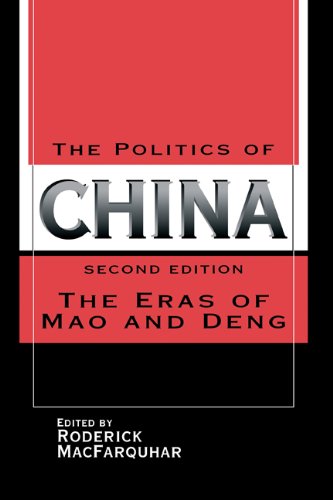 The Politics of
CHINA
Second Edition
The Eras of
Mao and Deng
Edited by
Roderick
MacFarquhar